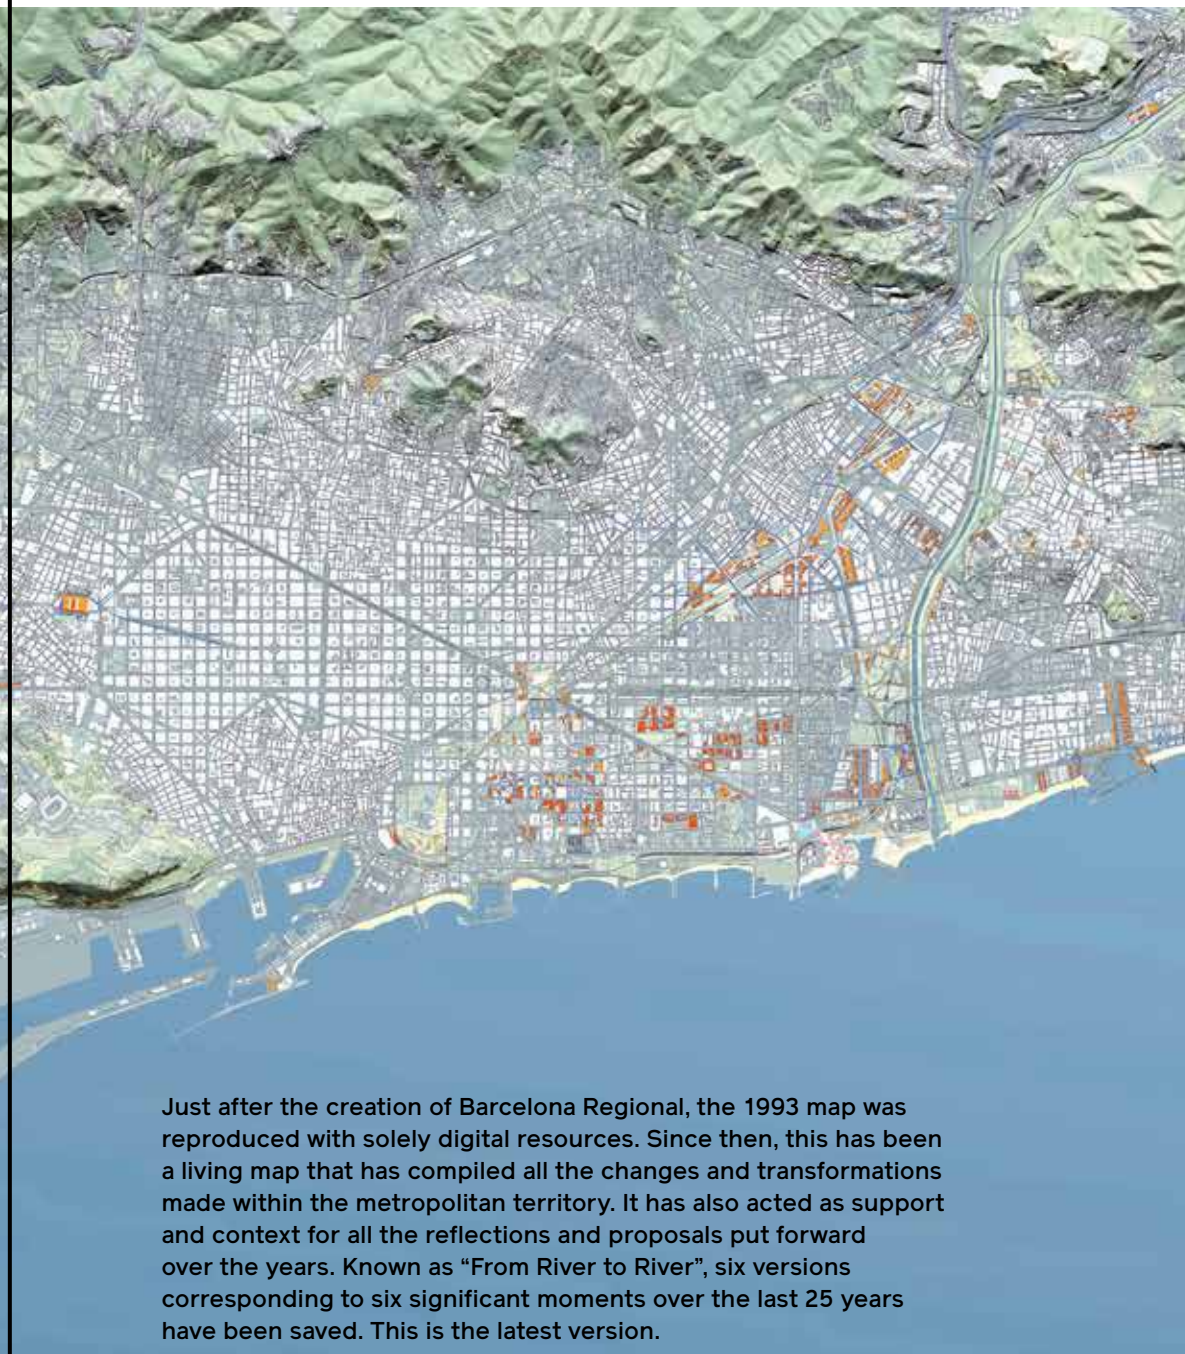 Just after the creation of Barcelona Regional, the 1993 map was
reproduced with solely digital resources. Since then, this has been
a living map that has compiled all the changes and transformations
made within the metropolitan territory. It has also acted as support
and context for all the reflections and proposals put forward
over the years. Known as “From River to River”, six versions
corresponding to six significant moments over the last 25 years
have been saved. This is the latest version.